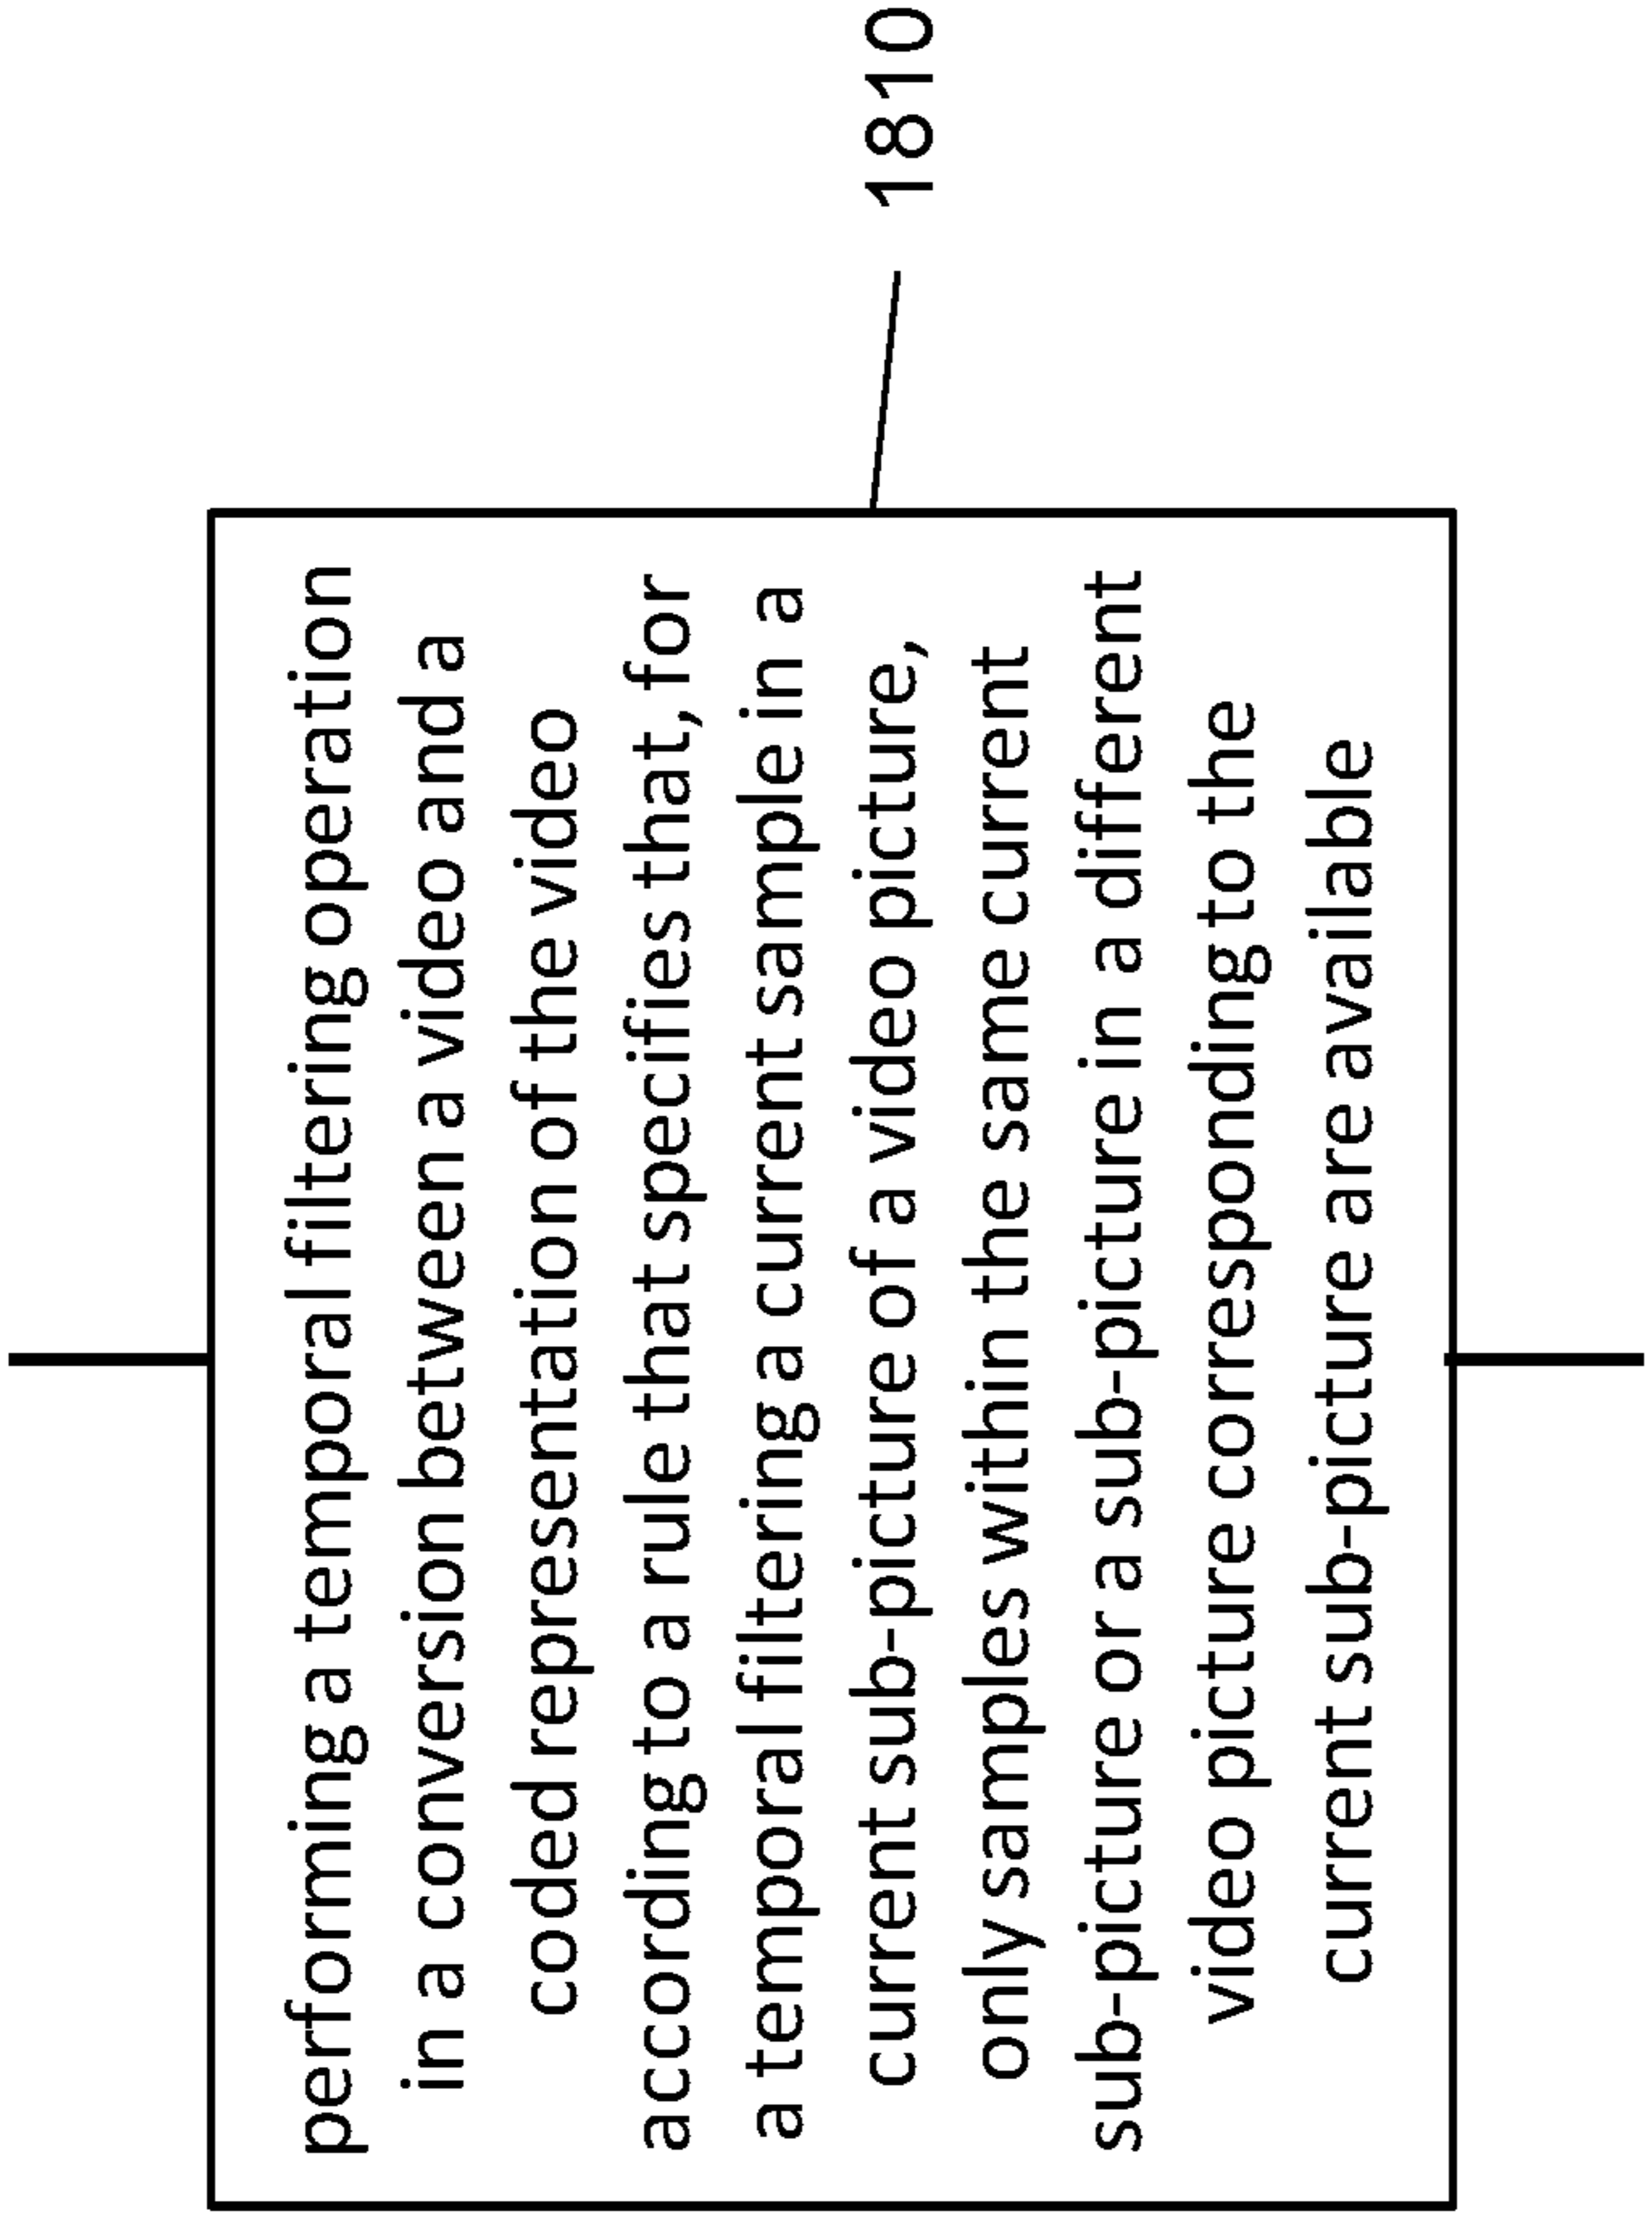 performing a temporal filtering operation
in a conversion between a video and a
coded representation of the video
according to a rule that specifies that, for
a temporal filtering a current sample in a
current sub-picture of a video picture,
only samples within the same current
sub-picture or a sub-picture in a different
video picture corresponding to the
current sub-picture are available
1810